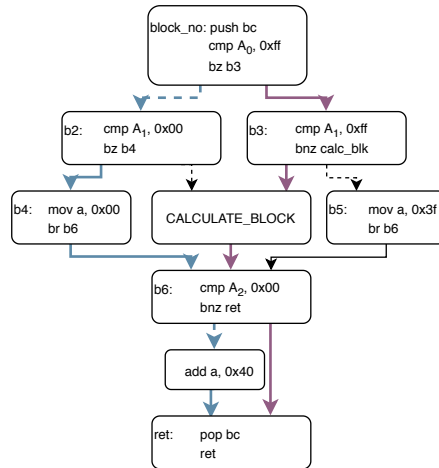 block_no: push bc
cmp A0, 0xff
bz b3
b2: cmp A1, 0x00
bz b4
b3: cmp A1, 0xff
bnz calc_blk
b4: mov a, 0x00
br b6
CALCULATE_BLOCK
b5: mov a, 0x3f
br b6
b6: cmp A2, 0x00
bnz ret
add a, 0x40
ret: pop bc
ret